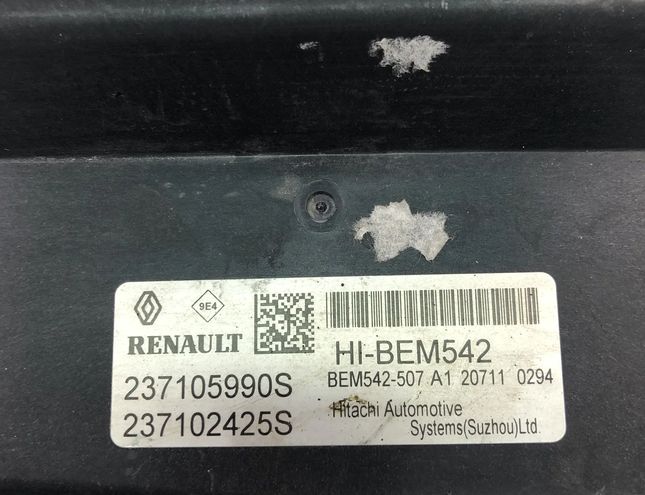 9E4
RENAULT
HI-BEM542
237105990S
BEM542-507 A1 20711 0294
237102425S
Hitachi Automotive
Systems(Suzhou)Ltd.